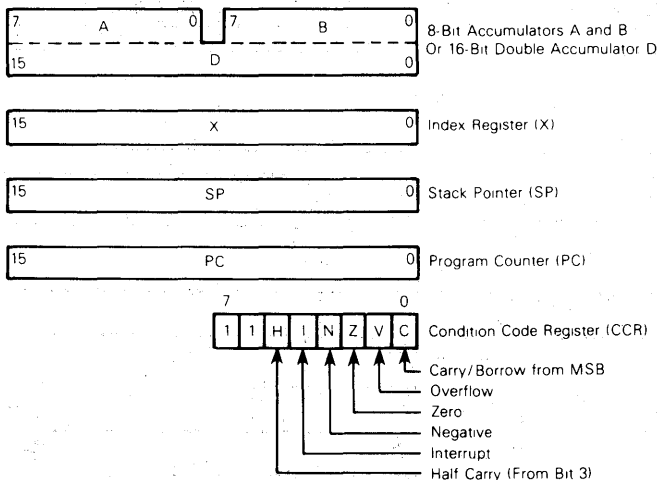 7 A 0 7 B 0 8-Bit Accumulators A and B
15 D 0 Or 16-Bit Double Accumulator D
15 X 0 Index Register (X)
15 SP 0 Stack Pointer (SP)
15 PC 0 Program Counter (PC)
7 0
1 1 H I N Z V C Condition Code Register (CCR)
Carry/Borrow from MSB
Overflow
Zero
Negative
Interrupt
Half Carry (From Bit 3)